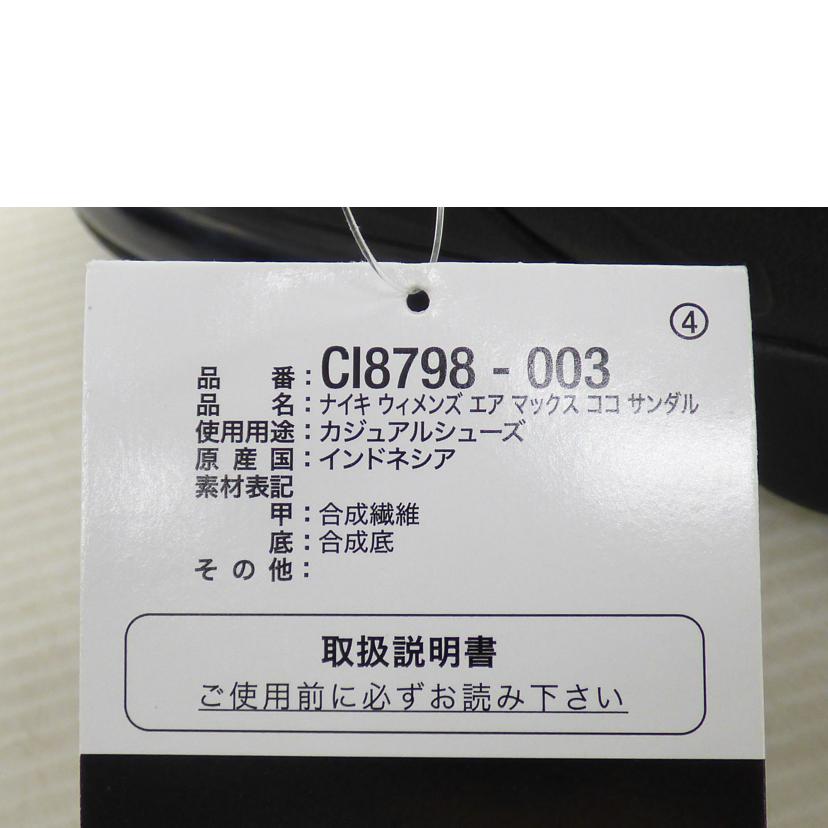 ④
品 番：CI8798 - 003
品 名：ナイキ ウィメンズ エア マックス ココ サンダル
使用用途：カジュアルシューズ
原 産 国：インドネシア
素材表記
甲：合成繊維
底：合成底
そ の 他：
取扱説明書
ご使用前に必ずお読み下さい